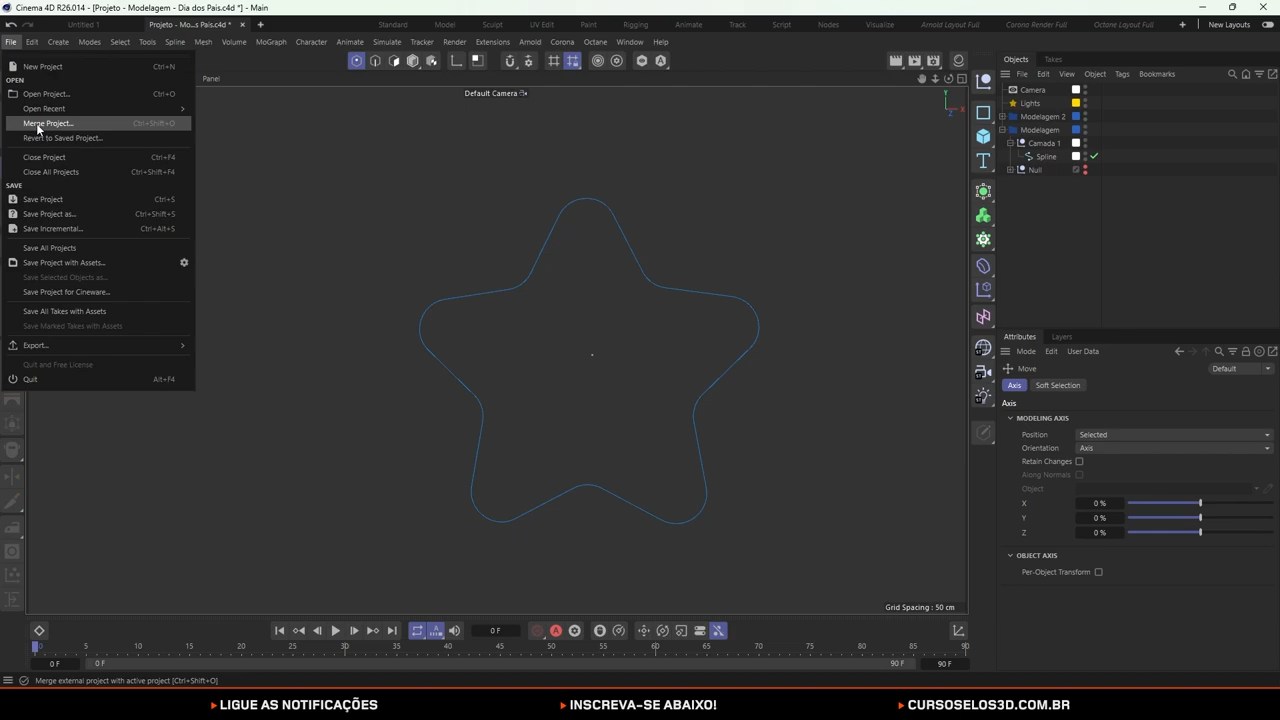 Cinema 4D R26.014 - [Projeto - Modelagem - Dia dos Pais.c4d *] - Main
Untitled 1
Projeto - Mo...s Pais.c4d *
Standard
Model
Sculpt
UV Edit
Paint
Rigging
Animate
Track
Script
Nodes
Visualize
Arnold Layout Full
Corona Render Full
Octane Layout Full
New Layouts
File Edit Create Modes Select Tools Spline Mesh Volume MoGraph Character Animate Simulate Tracker Render Extensions Arnold Corona Octane Window Help
New Project Ctrl+N
OPEN
Open Project... Ctrl+O
Open Recent
Merge Project... Ctrl+Shift+O
Revert to Saved Project...
Close Project Ctrl+F4
Close All Projects Ctrl+Shift+F4
SAVE
Save Project Ctrl+S
Save Project as... Ctrl+Shift+S
Save Incremental... Ctrl+Alt+S
Save All Projects
Save Project with Assets...
Save Selected Objects as...
Save Project for Cineware...
Save All Takes with Assets
Save Marked Takes with Assets
Export...
Quit and Free License
Quit Alt+F4
Panel
Default Camera
Y
X
Z
Grid Spacing : 50 cm
Objects Takes
File Edit View Object Tags Bookmarks
Camera
Lights
Modelagem 2
Modelagem
Camada 1
Spline
Null
Attributes Layers
Mode Edit User Data
Move Default
Axis Soft Selection
Axis
MODELING AXIS
Position Selected
Orientation Axis
Retain Changes
Along Normals
Object
X 0 %
Y 0 %
Z 0 %
OBJECT AXIS
Per-Object Transform
0 F
0 5 10 15 20 25 30 35 40 45 50 55 60 65 70 75 80 85 90
0 F 0 F 90 F 90 F
Merge external project with active project [Ctrl+Shift+O]
LIGUE AS NOTIFICAÇÕES
INSCREVA-SE ABAIXO!
CURSOSELOS3D.COM.BR